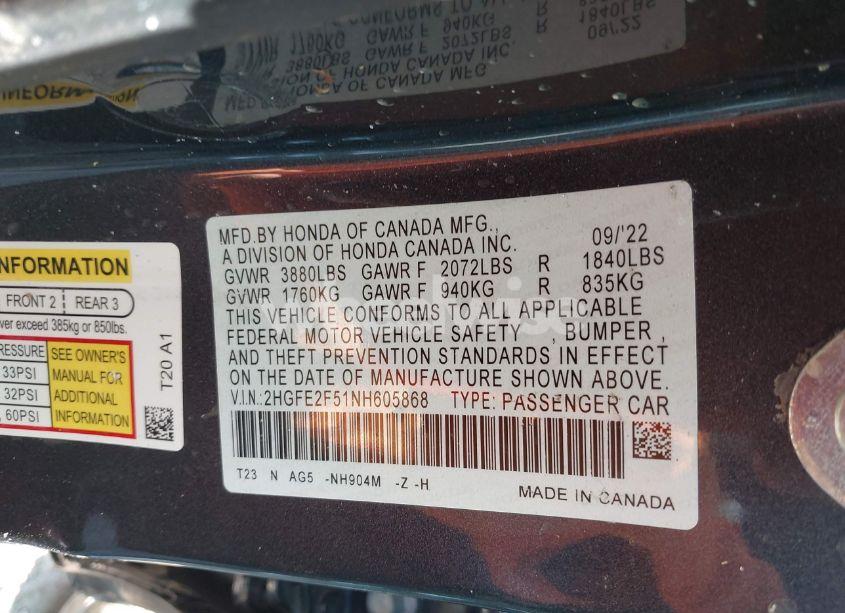 MFD.BY HONDA OF CANADA MFG., 09/'22
A DIVISION OF HONDA CANADA INC.
GVWR 3880LBS GAWR F 2072LBS R 1840LBS
GVWR 1760KG GAWR F 940KG R 835KG
THIS VEHICLE CONFORMS TO ALL APPLICABLE
FEDERAL MOTOR VEHICLE SAFETY , BUMPER ,
AND THEFT PREVENTION STANDARDS IN EFFECT
ON THE DATE OF MANUFACTURE SHOWN ABOVE.
V.I.N.:2HGFE2F51NH605868 TYPE: PASSENGER CAR
T23 N AG5 -NH904M -Z -H
MADE IN CANADA
INFORMATION
FRONT 2 REAR 3
exceed 385kg or 850lbs.
33PSI
32PSI
60PSI
SEE OWNER'S
MANUAL FOR
ADDITIONAL
INFORMATION
T20 A1